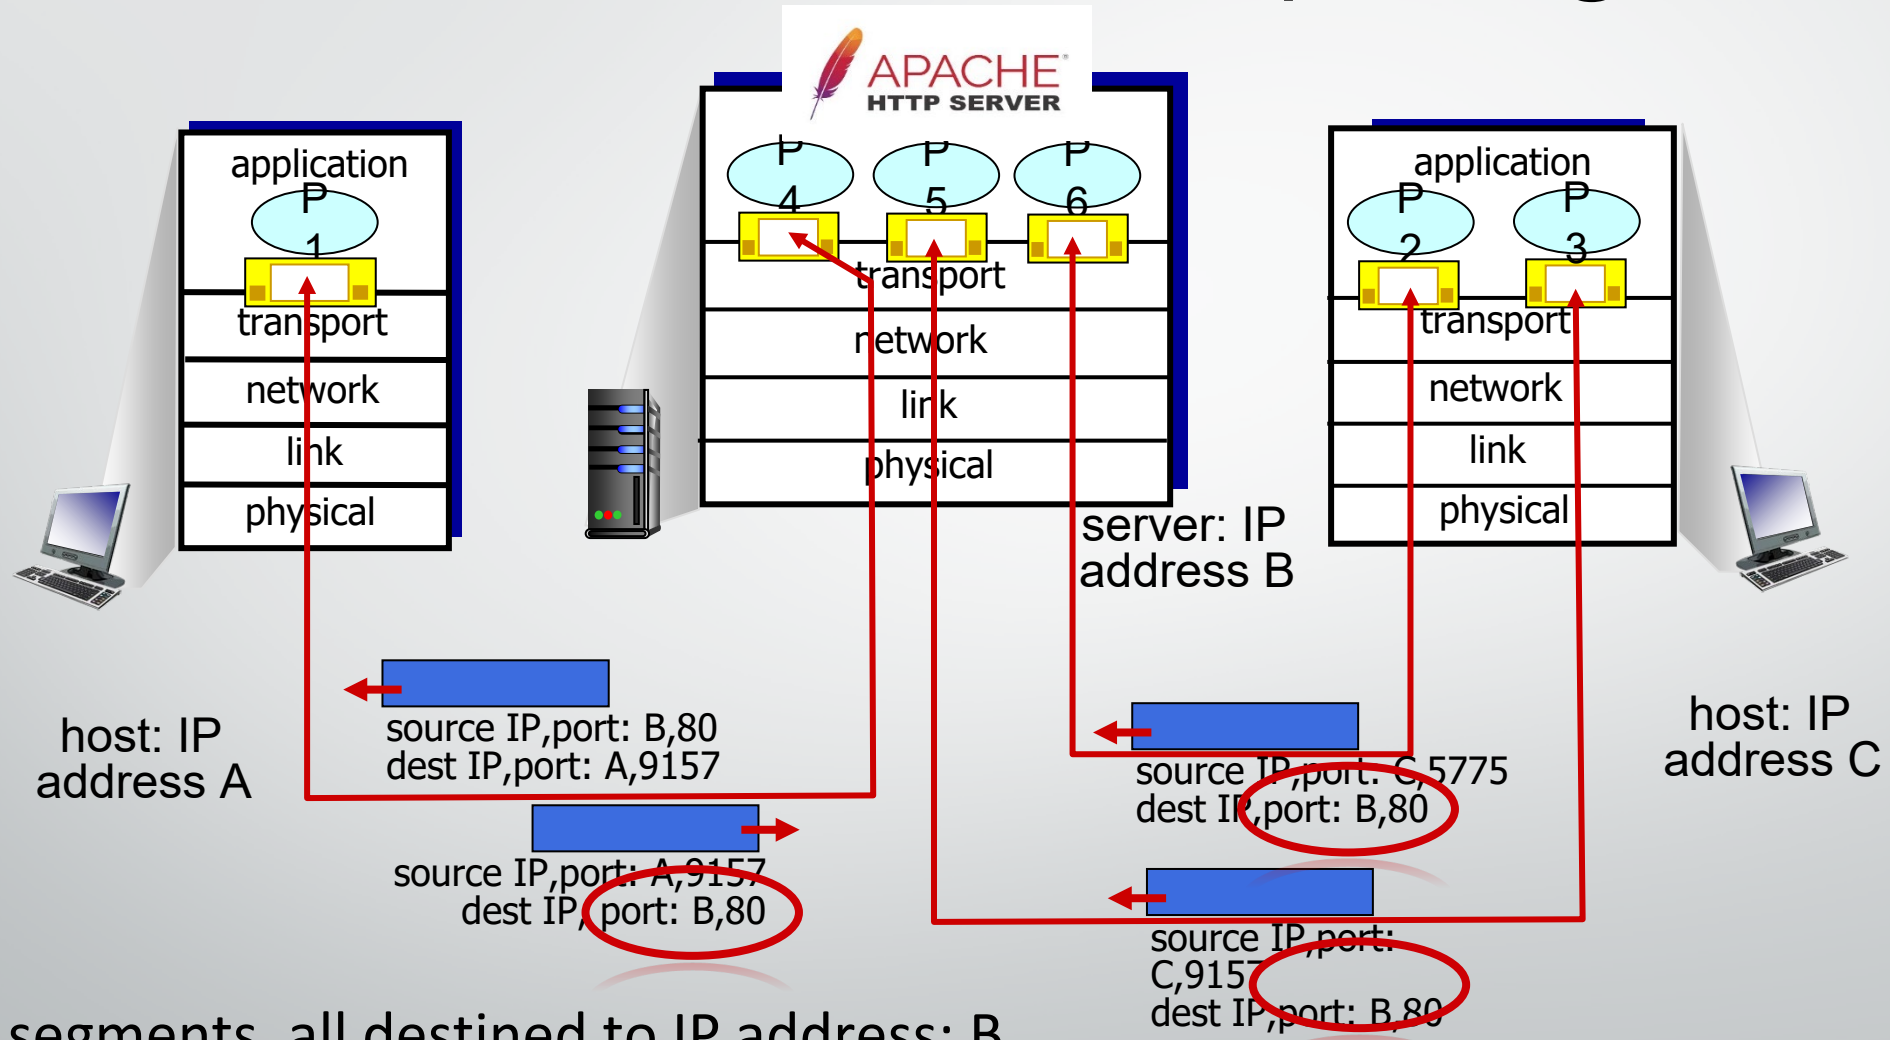 APACHE
HTTP SERVER
application
P
1
transport
network
link
physical
P
4
P
5
P
6
transport
network
link
physical
application
P
2
P
3
transport
network
link
physical
server: IP
address B
host: IP
address A
source IP,port: B,80
dest IP,port: A,9157
source IP,port: A,9157
dest IP, port: B,80
source IP,port: C,5775
dest IP,port: B,80
source IP,port:
C,9157
dest IP,port: B,80
host: IP
address C
segments, all destined to IP address: B